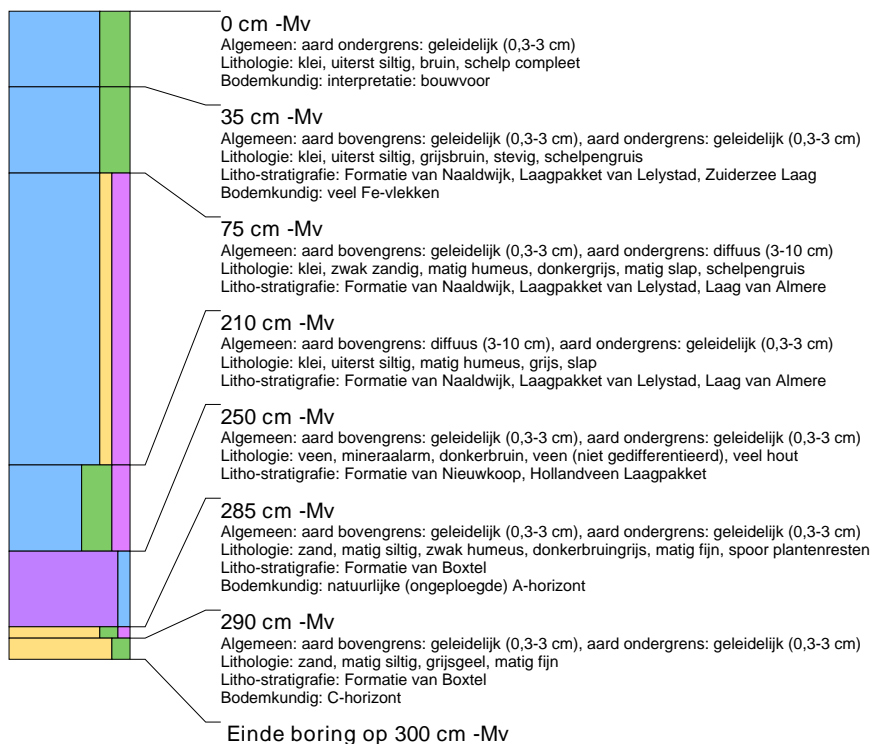 0 cm -Mv
Algemeen: aard ondergrens: geleidelijk (0,3-3 cm)
Lithologie: klei, uiterst siltig, bruin, schelp compleet
Bodemkundig: interpretatie: bouwvoor
35 cm -Mv
Algemeen: aard bovengrens: geleidelijk (0,3-3 cm), aard ondergrens: geleidelijk (0,3-3 cm)
Lithologie: klei, uiterst siltig, grijsbruin, stevig, schelpengruis
Litho-stratigrafie: Formatie van Naaldwijk, Laagpakket van Lelystad, Zuiderzee Laag
Bodemkundig: veel Fe-vlekken
75 cm -Mv
Algemeen: aard bovengrens: geleidelijk (0,3-3 cm), aard ondergrens: diffuus (3-10 cm)
Lithologie: klei, zwak zandig, matig humeus, donkergrijs, matig slap, schelpengruis
Litho-stratigrafie: Formatie van Naaldwijk, Laagpakket van Lelystad, Laag van Almere
210 cm -Mv
Algemeen: aard bovengrens: diffuus (3-10 cm), aard ondergrens: geleidelijk (0,3-3 cm)
Lithologie: klei, uiterst siltig, matig humeus, grijs, slap
Litho-stratigrafie: Formatie van Naaldwijk, Laagpakket van Lelystad, Laag van Almere
250 cm -Mv
Algemeen: aard bovengrens: geleidelijk (0,3-3 cm), aard ondergrens: geleidelijk (0,3-3 cm)
Lithologie: veen, mineraalarm, donkerbruin, veen (niet gedifferentieerd), veel hout
Litho-stratigrafie: Formatie van Nieuwkoop, Hollandveen Laagpakket
285 cm -Mv
Algemeen: aard bovengrens: geleidelijk (0,3-3 cm), aard ondergrens: geleidelijk (0,3-3 cm)
Lithologie: zand, matig siltig, zwak humeus, donkerbruingrijs, matig fijn, spoor plantenresten
Litho-stratigrafie: Formatie van Boxtel
Bodemkundig: natuurlijke (ongeploegde) A-horizont
290 cm -Mv
Algemeen: aard bovengrens: geleidelijk (0,3-3 cm), aard ondergrens: geleidelijk (0,3-3 cm)
Lithologie: zand, matig siltig, grijsgeel, matig fijn
Litho-stratigrafie: Formatie van Boxtel
Bodemkundig: C-horizont
Einde boring op 300 cm -Mv